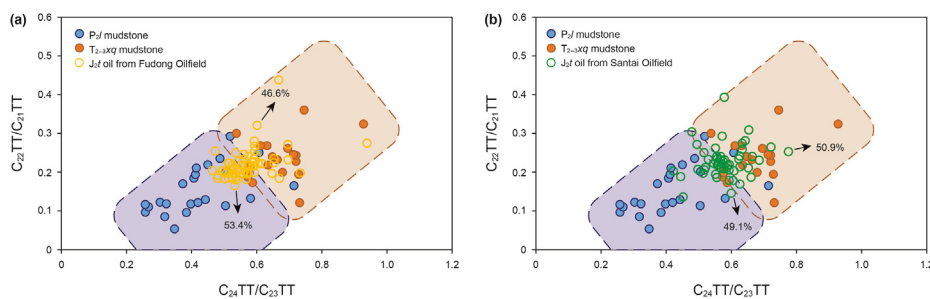 (a)
P₂l mudstone
T₂₋₃xq mudstone
J₂t oil from Fudong Oilfield
46.6%
53.4%
C₂₂TT/C₂₁TT
0.6
0.5
0.4
0.3
0.2
0.1
0
0
0.2
0.4
0.6
0.8
1.0
1.2
C₂₄TT/C₂₃TT
(b)
P₂l mudstone
T₂₋₃xq mudstone
J₂t oil from Santai Oilfield
50.9%
49.1%
C₂₂TT/C₂₁TT
0.6
0.5
0.4
0.3
0.2
0.1
0
0
0.2
0.4
0.6
0.8
1.0
1.2
C₂₄TT/C₂₃TT